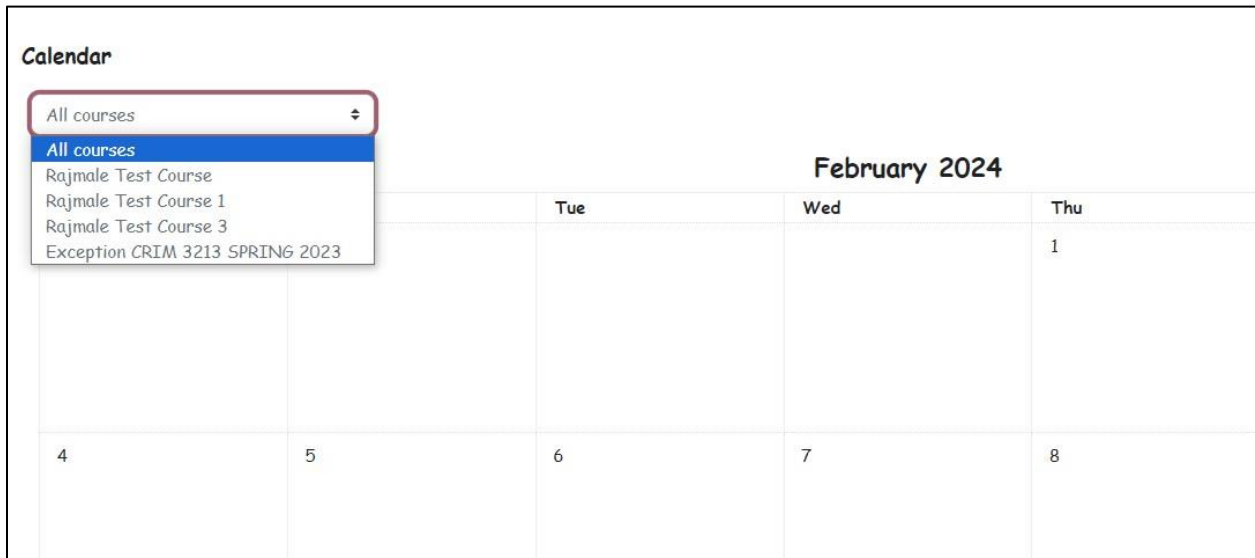 Calendar
All courses
All courses
Rajmale Test Course
Rajmale Test Course 1
Rajmale Test Course 3
Exception CRIM 3213 SPRING 2023
February 2024
Tue Wed Thu
1
4 5 6 7 8